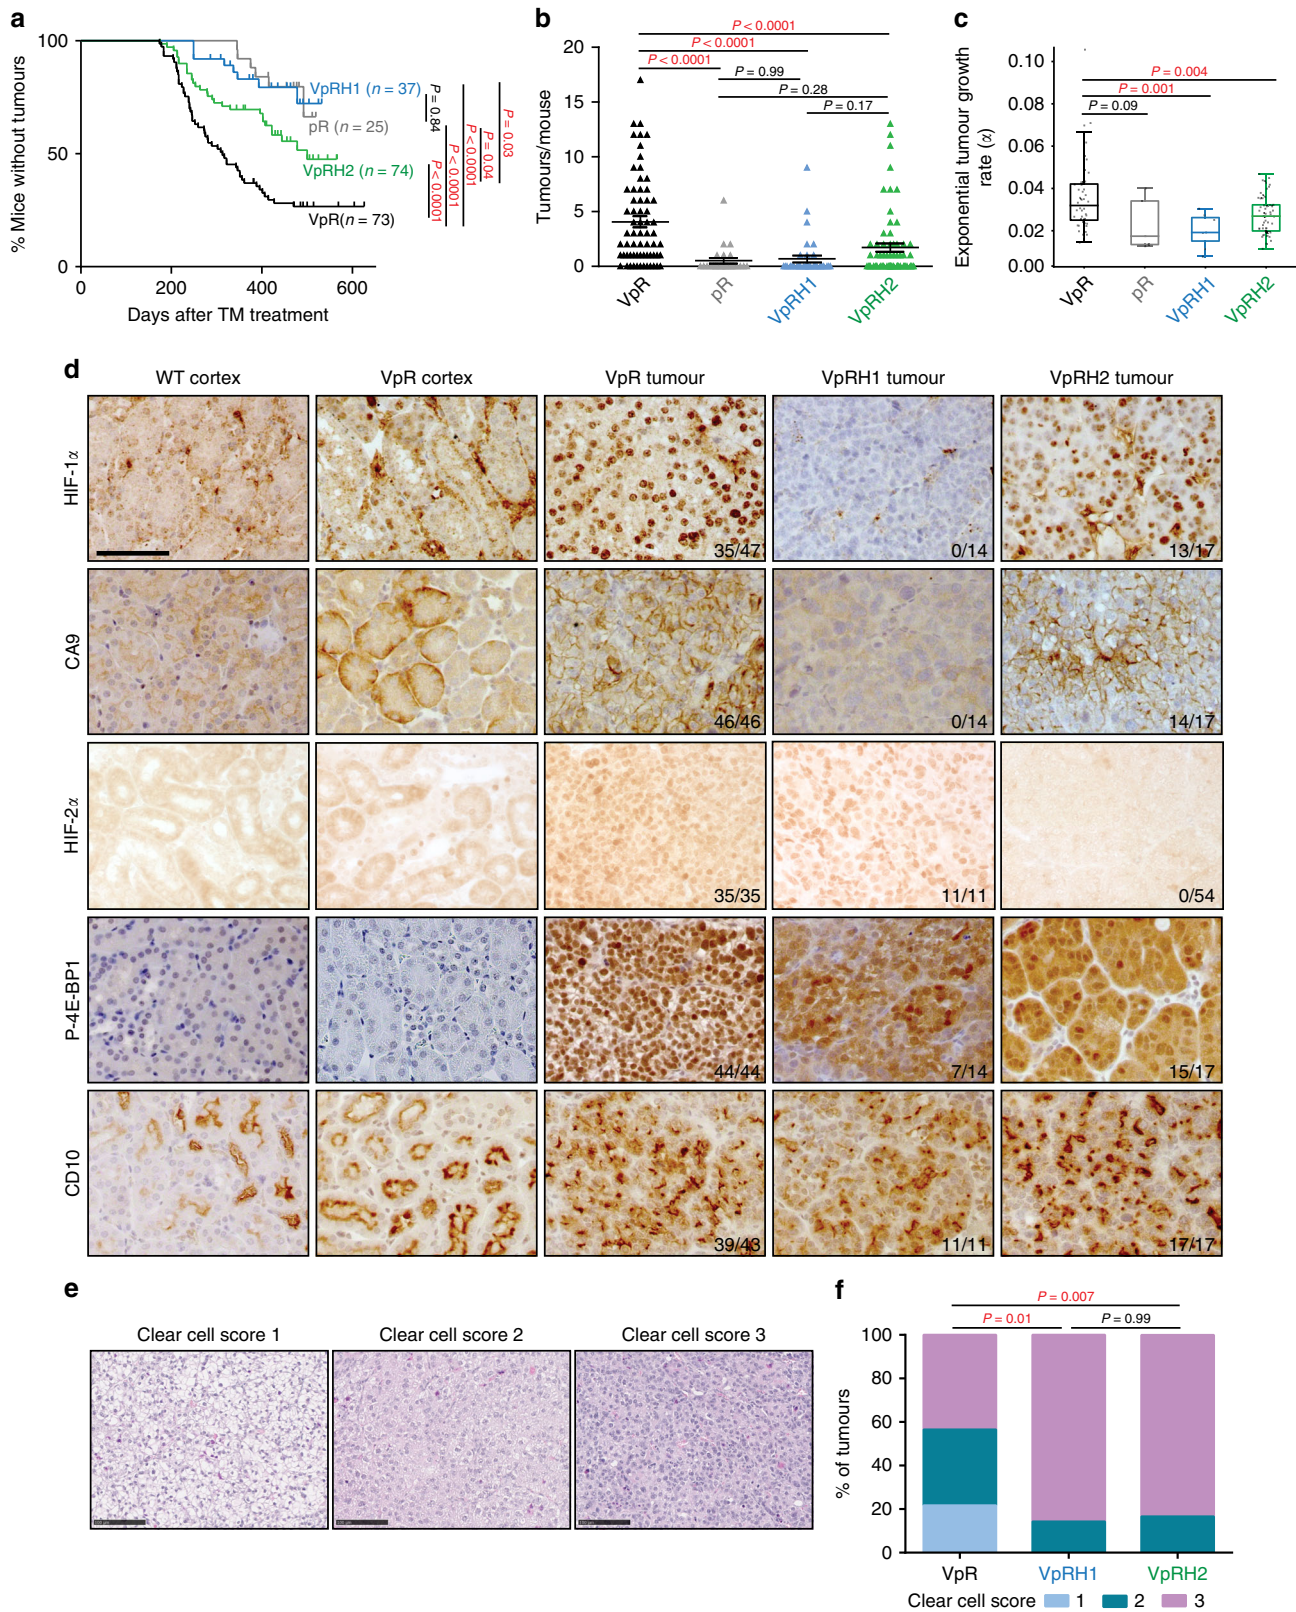 a
% Mice without tumours
100
50
0
0 200 400 600
Days after TM treatment
VpRH1 (n = 37)
pR (n = 25)
VpRH2 (n = 74)
VpR(n = 73)
P = 0.84
P < 0.0001
P < 0.0001
P < 0.0001
P = 0.04
P = 0.03
b
Tumours/mouse
20
15
10
5
0
P < 0.0001
P < 0.0001
P < 0.0001
P = 0.99
P = 0.28
P = 0.17
VpR pR VpRH1 VpRH2
c
Exponential tumour growth
rate (α)
0.10
0.08
0.06
0.04
0.02
0.00
P = 0.004
P = 0.001
P = 0.09
VpR pR VpRH1 VpRH2
d
WT cortex VpR cortex VpR tumour VpRH1 tumour VpRH2 tumour
HIF-1α
35/47 0/14 13/17
CA9
46/46 0/14 14/17
HIF-2α
35/35 11/11 0/54
P-4E-BP1
44/44 7/14 15/17
CD10
39/43 11/11 17/17
e
Clear cell score 1 Clear cell score 2 Clear cell score 3
f
P = 0.007
P = 0.01 P = 0.99
% of tumours
100
80
60
40
20
0
VpR VpRH1 VpRH2
Clear cell score 1 2 3